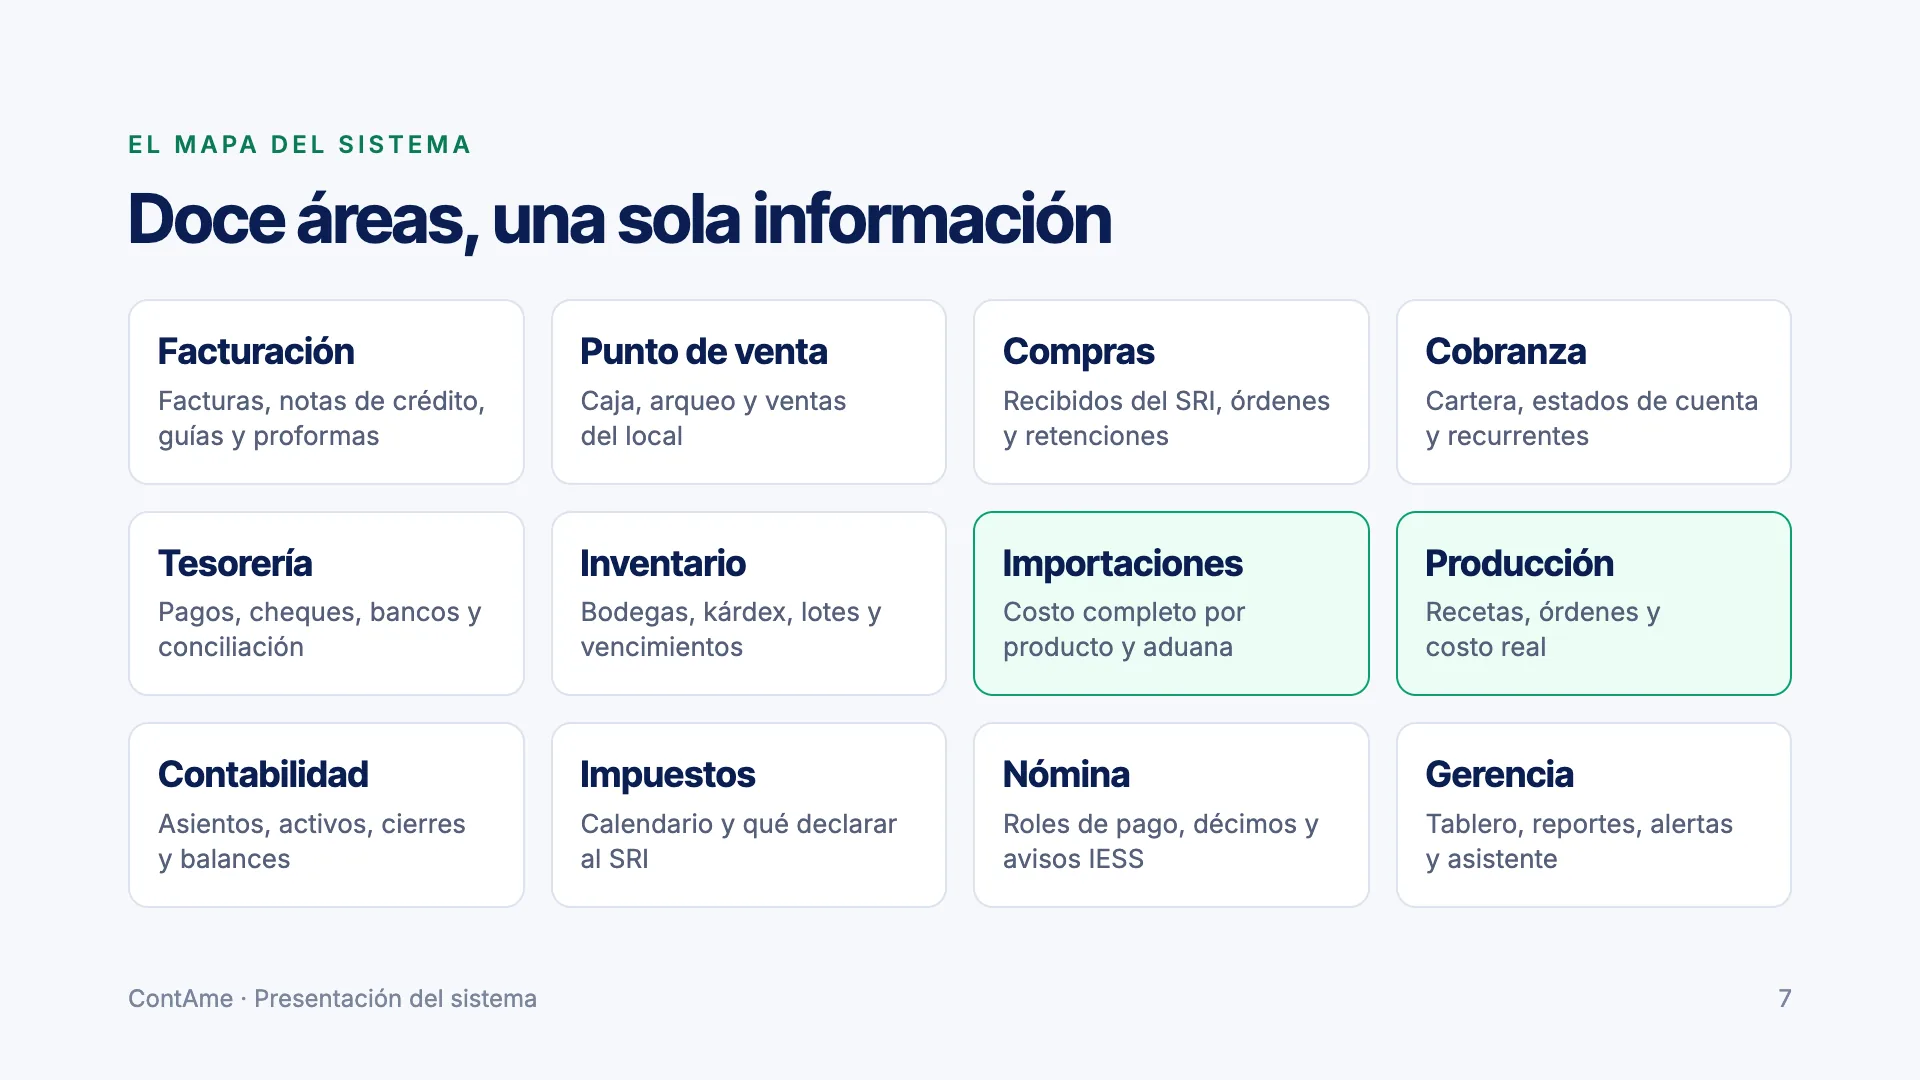 EL MAPA DEL SISTEMA
Doce áreas, una sola información
Facturación
Facturas, notas de crédito,
guías y proformas
Punto de venta
Caja, arqueo y ventas
del local
Compras
Recibidos del SRI, órdenes
y retenciones
Cobranza
Cartera, estados de cuenta
y recurrentes
Tesorería
Pagos, cheques, bancos y
conciliación
Inventario
Bodegas, kárdex, lotes y
vencimientos
Importaciones
Costo completo por
producto y aduana
Producción
Recetas, órdenes y
costo real
Contabilidad
Asientos, activos, cierres
y balances
Impuestos
Calendario y qué declarar
al SRI
Nómina
Roles de pago, décimos y
avisos IESS
Gerencia
Tablero, reportes, alertas
y asistente
ContAme · Presentación del sistema
7